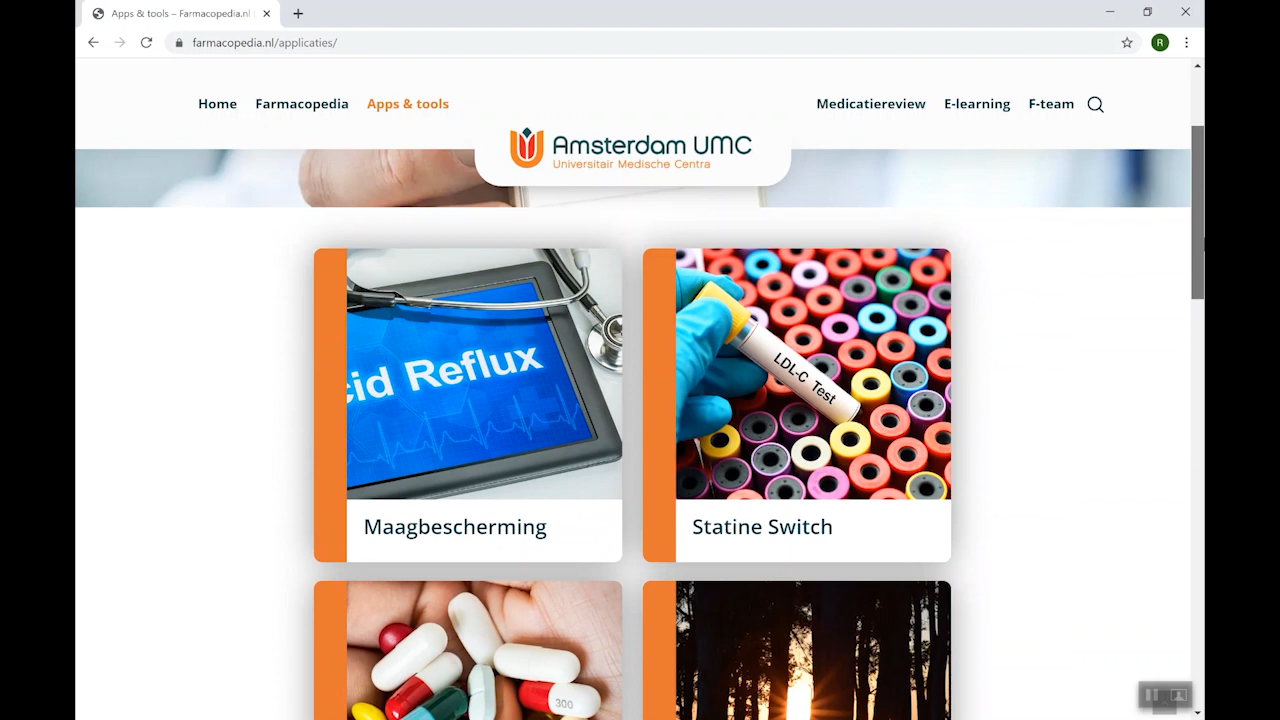 Apps & tools – Farmacopedia.nl
farmacopedia.nl/applicaties/
R
Home Farmacopedia Apps & tools Medicatiereview E-learning F-team
Amsterdam UMC
Universitair Medische Centra
cid Reflux
LDL-C Test
Maagbescherming
Statine Switch
300